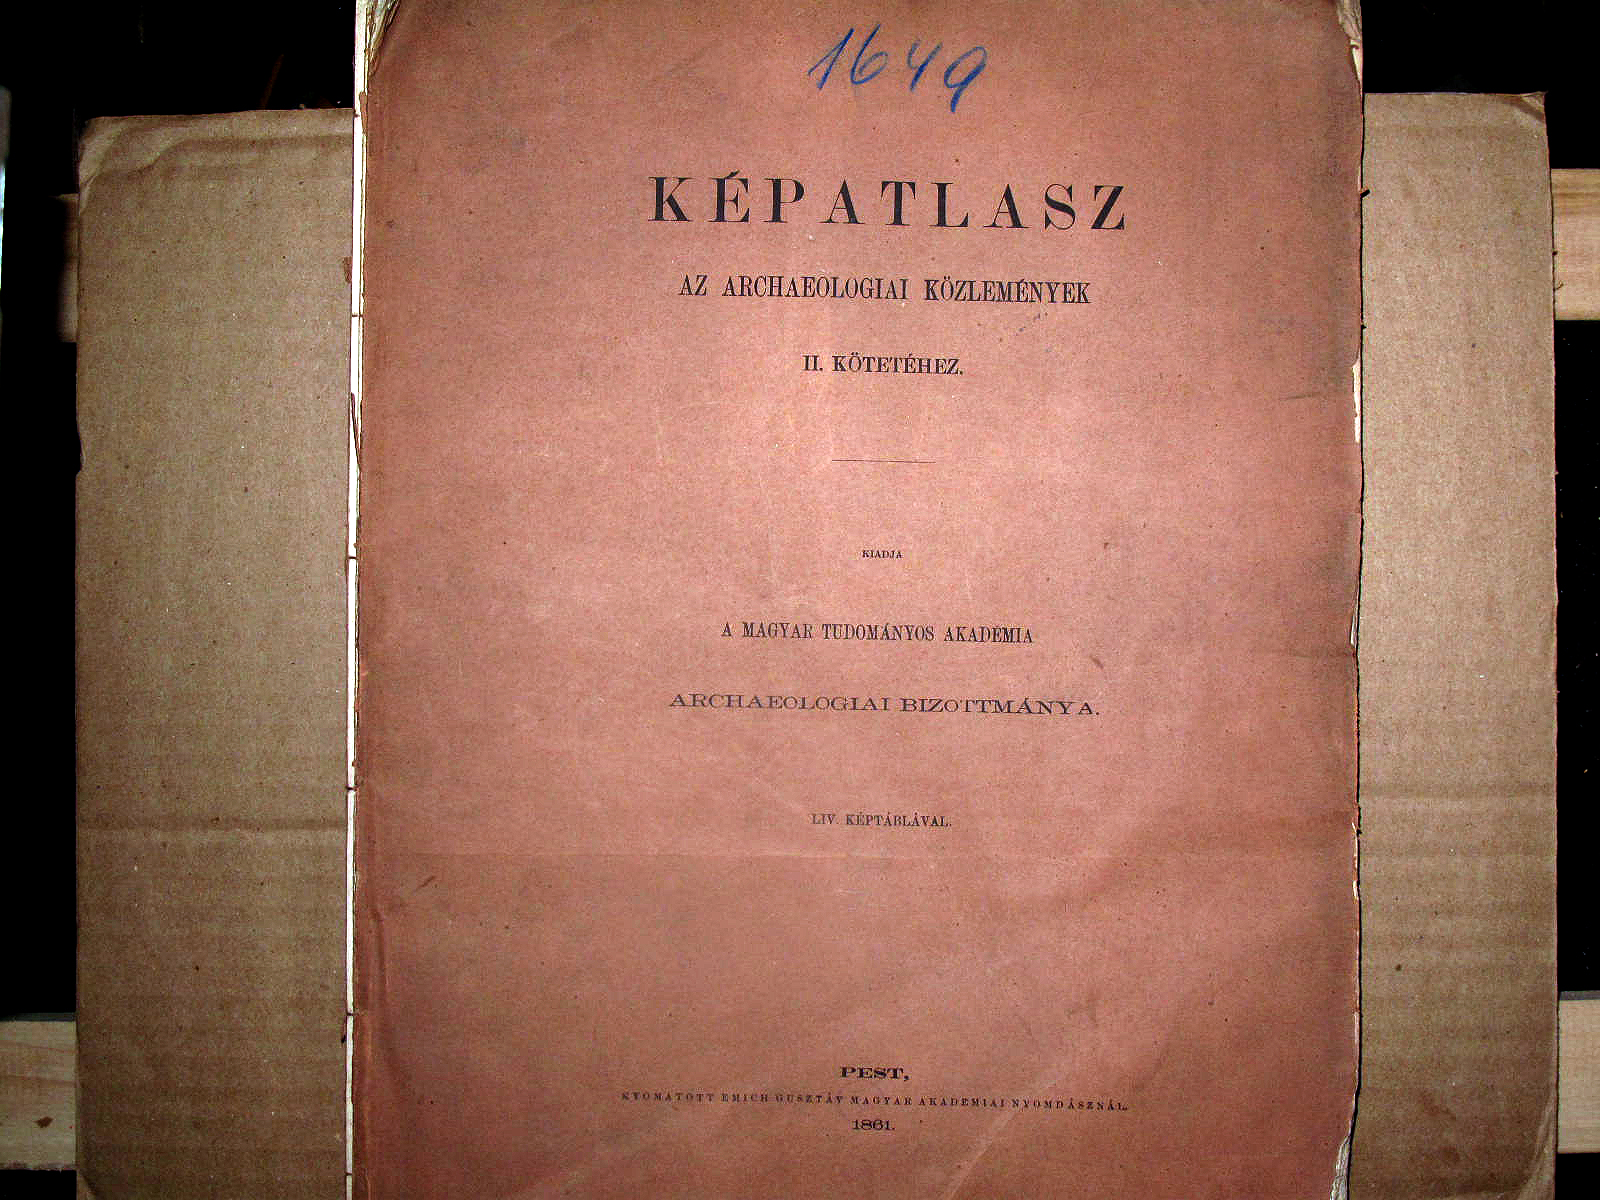 1649
KÉPATLASZ
AZ ARCHAEOLOGIAI KÖZLEMÉNYEK
II. KÖTETÉHEZ.
KIADJA
A MAGYAR TUDOMÁNYOS AKADÉMIA
ARCHAEOLOGIAI BIZOTTMÁNYA.
LIV. KÉPTÁBLÁVAL.
PEST,
NYOMATOTT EMICH GUSZTÁV MAGYAR AKADEMIAI NYOMDÁSZNÁL.
1861.